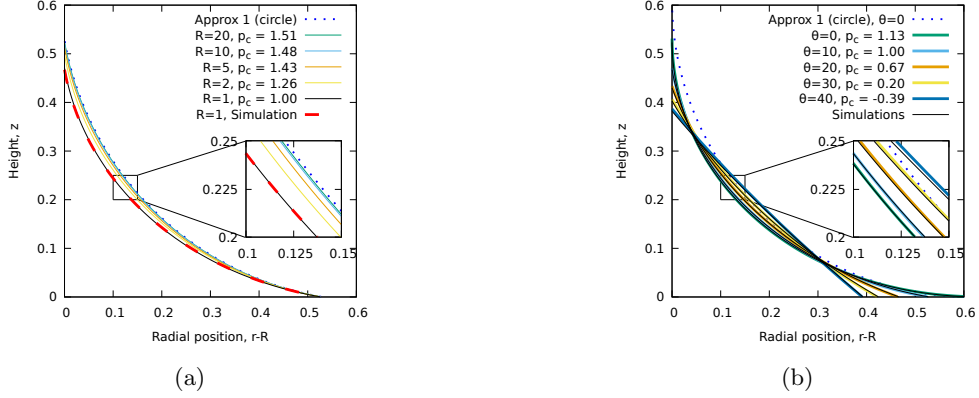 Approx 1 (circle)
R=20, p_c = 1.51
R=10, p_c = 1.48
R=5, p_c = 1.43
R=2, p_c = 1.26
R=1, p_c = 1.00
R=1, Simulation
0.6
0.5
0.4
0.3
0.2
0.1
0
Height, z
0.25
0.225
0.2
0.1
0.125
0.15
0
0.1
0.2
0.3
0.4
0.5
0.6
Radial position, r-R
(a)
Approx 1 (circle), θ=0
θ=0, p_c = 1.13
θ=10, p_c = 1.00
θ=20, p_c = 0.67
θ=30, p_c = 0.20
θ=40, p_c = -0.39
Simulations
0.6
0.5
0.4
0.3
0.2
0.1
0
Height, z
0.25
0.225
0.2
0.1
0.125
0.15
0
0.1
0.2
0.3
0.4
0.5
0.6
Radial position, r-R
(b)